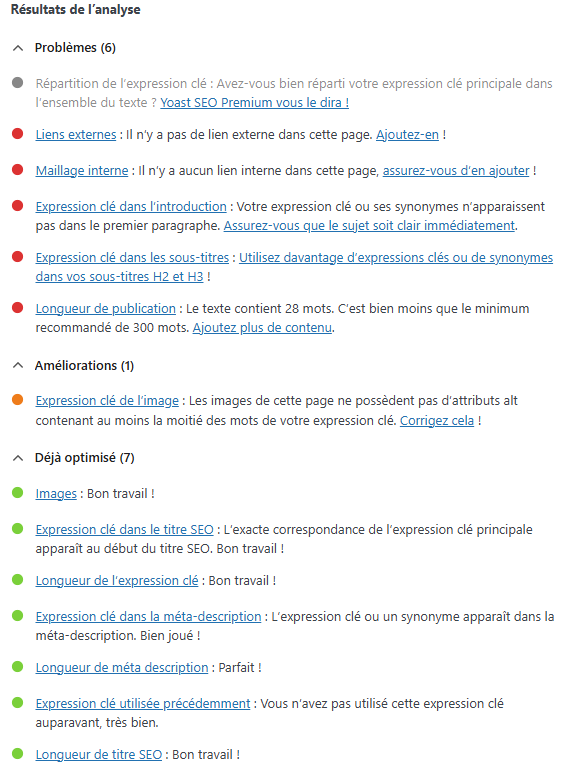 Résultats de l’analyse
Problèmes (6)
Répartition de l’expression clé : Avez-vous bien réparti votre expression clé principale dans
l’ensemble du texte ? Yoast SEO Premium vous le dira !
Liens externes : Il n’y a pas de lien externe dans cette page. Ajoutez-en !
Maillage interne : Il n’y a aucun lien interne dans cette page, assurez-vous d’en ajouter !
Expression clé dans l’introduction : Votre expression clé ou ses synonymes n’apparaissent
pas dans le premier paragraphe. Assurez-vous que le sujet soit clair immédiatement.
Expression clé dans les sous-titres : Utilisez davantage d’expressions clés ou de synonymes
dans vos sous-titres H2 et H3 !
Longueur de publication : Le texte contient 28 mots. C’est bien moins que le minimum
recommandé de 300 mots. Ajoutez plus de contenu.
Améliorations (1)
Expression clé de l’image : Les images de cette page ne possèdent pas d’attributs alt
contenant au moins la moitié des mots de votre expression clé. Corrigez cela !
Déjà optimisé (7)
Images : Bon travail !
Expression clé dans le titre SEO : L’exacte correspondance de l’expression clé principale
apparaît au début du titre SEO. Bon travail !
Longueur de l’expression clé : Bon travail !
Expression clé dans la méta-description : L’expression clé ou un synonyme apparaît dans la
méta-description. Bien joué !
Longueur de méta description : Parfait !
Expression clé utilisée précédemment : Vous n’avez pas utilisé cette expression clé
auparavant, très bien.
Longueur de titre SEO : Bon travail !